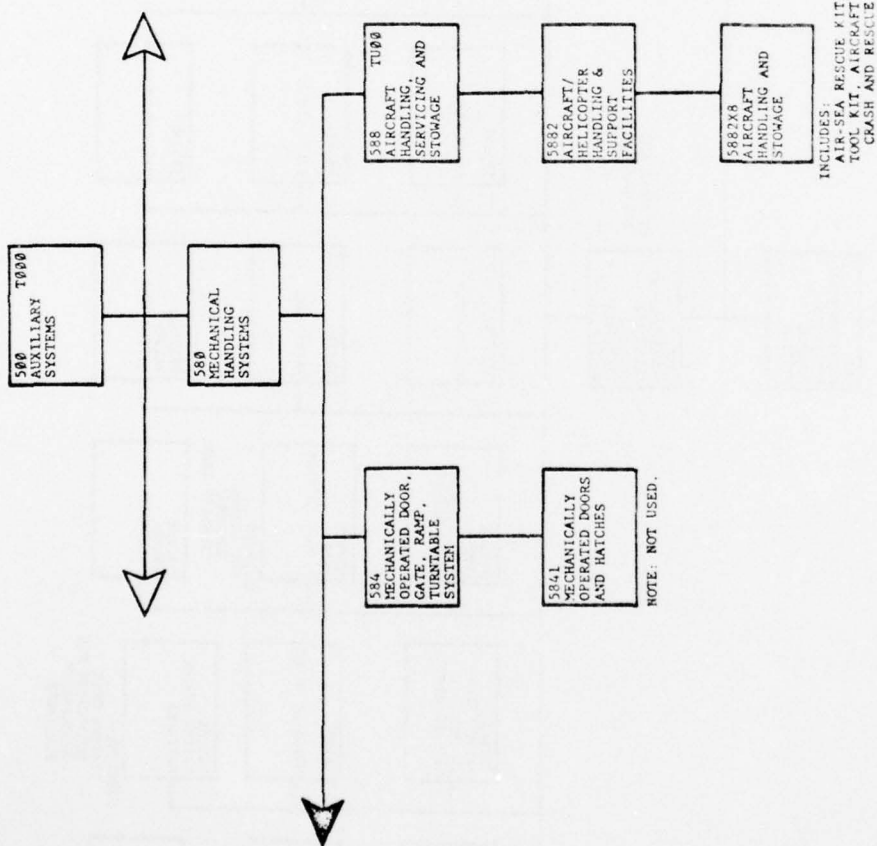 500 T000
AUXILIARY
SYSTEMS
580
MECHANICAL
HANDLING
SYSTEMS
584
MECHANICALLY
OPERATED DOOR,
GATE, RAMP,
TURNTABLE
SYSTEM
5841
MECHANICALLY
OPERATED DOORS
AND HATCHES
NOTE: NOT USED.
588 TU00
AIRCRAFT
HANDLING,
SERVICING AND
STOWAGE
5882
AIRCRAFT/
HELICOPTER
HANDLING &
SUPPORT
FACILITIES
5882X8
AIRCRAFT
HANDLING AND
STOWAGE
INCLUDES:
AIR-SEA RESCUE KIT
TOOL KIT, AIRCRAFT
CRASH AND RESCUE